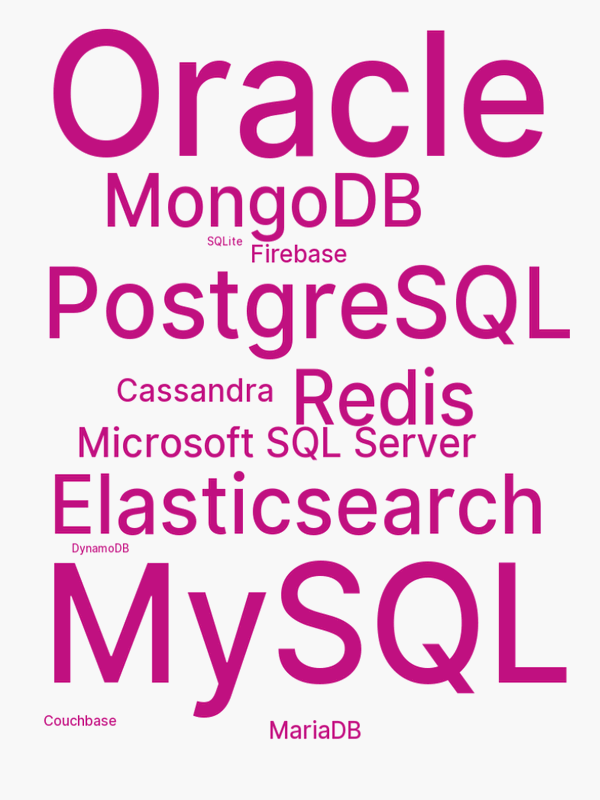 Oracle
MongoDB
SQLite
Firebase
PostgreSQL
Cassandra
Redis
Microsoft SQL Server
Elasticsearch
DynamoDB
MySQL
Couchbase
MariaDB